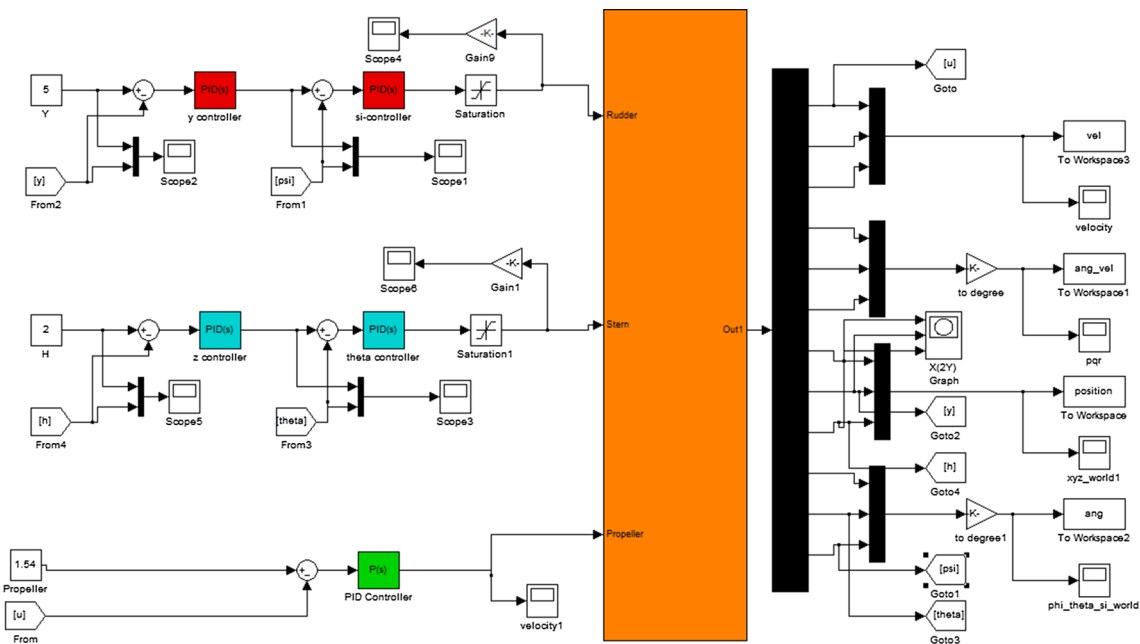 Scope4
-K-
Gain9
5
Y
PID(s)
y controller
PID(s)
si-controller
Saturation
Rudder
[y]
From2
Scope2
[psi]
From1
Scope1
Scope6
-K-
Gain1
2
H
PID(s)
z controller
PID(s)
theta controller
Saturation1
Stern
[h]
From4
Scope5
[theta]
From3
Scope3
1.54
Propeller
[u]
From
P(s)
PID Controller
velocity1
Propeller
Out1
[u]
Goto
vel
To Workspace3
velocity
K-
to degree
ang_vel
To Workspace1
pqr
X(2Y)
Graph
position
To Workspace
[y]
Goto2
xyz_world1
[h]
Goto4
K-
to degree1
ang
To Workspace2
[psi]
Goto1
phi_theta_si_world
[theta]
Goto3